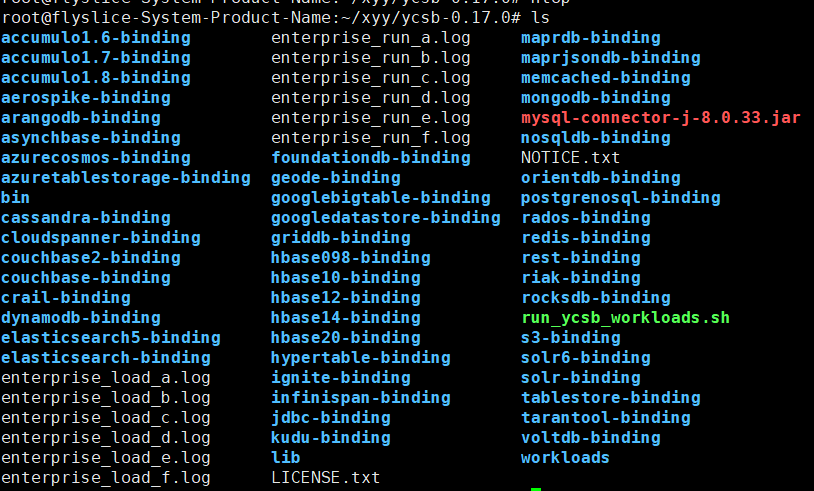 root@flyslice-System-Product-Name:~/xyy/ycsb-0.17.0# htop
root@flyslice-System-Product-Name:~/xyy/ycsb-0.17.0# ls
accumulo1.6-binding enterprise_run_a.log maprdb-binding
accumulo1.7-binding enterprise_run_b.log maprjsondb-binding
accumulo1.8-binding enterprise_run_c.log memcached-binding
aerospike-binding enterprise_run_d.log mongodb-binding
arangodb-binding enterprise_run_e.log mysql-connector-j-8.0.33.jar
asynchbase-binding enterprise_run_f.log nosqldb-binding
azurecosmos-binding foundationdb-binding NOTICE.txt
azuretablestorage-binding geode-binding orientdb-binding
bin googlebigtable-binding postgrenosql-binding
cassandra-binding googledatastore-binding rados-binding
cloudspanner-binding griddb-binding redis-binding
couchbase2-binding hbase098-binding rest-binding
couchbase-binding hbase10-binding riak-binding
crail-binding hbase12-binding rocksdb-binding
dynamodb-binding hbase14-binding run_ycsb_workloads.sh
elasticsearch5-binding hbase20-binding s3-binding
elasticsearch-binding hypertable-binding solr6-binding
enterprise_load_a.log ignite-binding solr-binding
enterprise_load_b.log infinispan-binding tablestore-binding
enterprise_load_c.log jdbc-binding tarantool-binding
enterprise_load_d.log kudu-binding voltdb-binding
enterprise_load_e.log lib workloads
enterprise_load_f.log LICENSE.txt